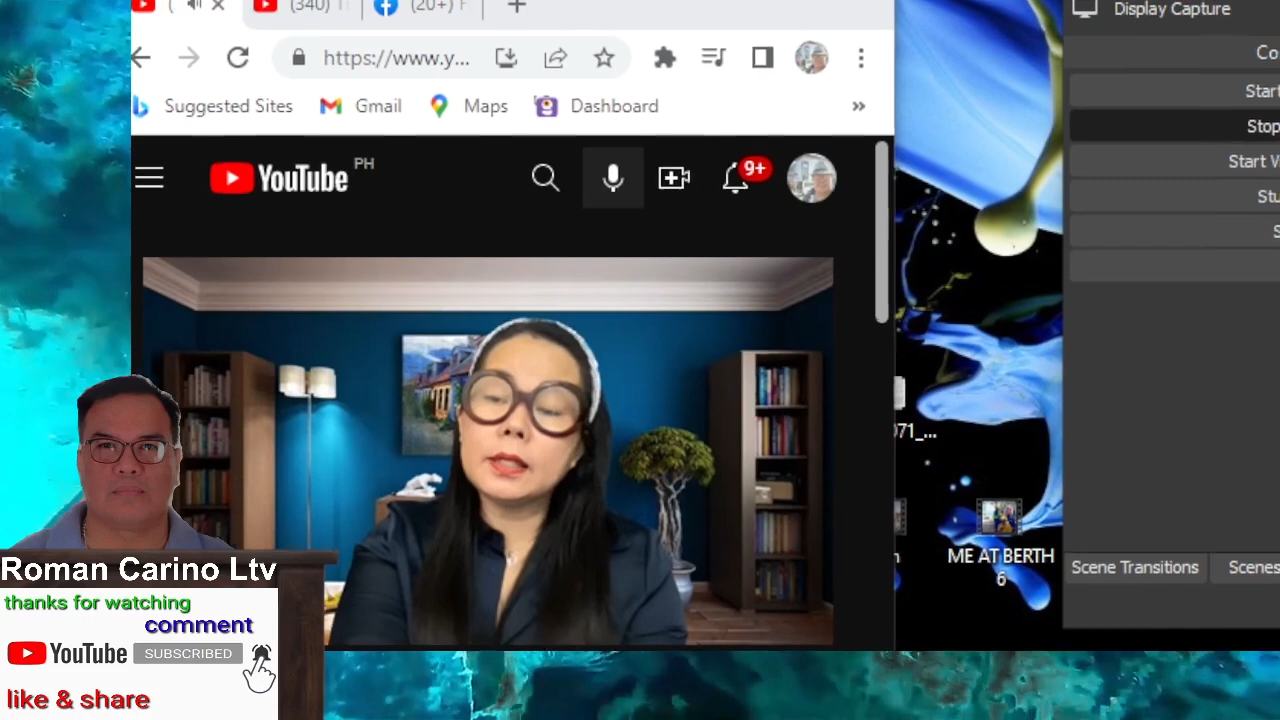 (340)
(20+) F
Display Capture
https://www.y...
Suggested Sites
Gmail
Maps
Dashboard
»
Start
Stop
Start V
YouTube PH
9+
071_...
ME AT BERTH
6
Scene Transitions
Scenes
Roman Carino Ltv
thanks for watching
comment
YouTube SUBSCRIBED
like & share